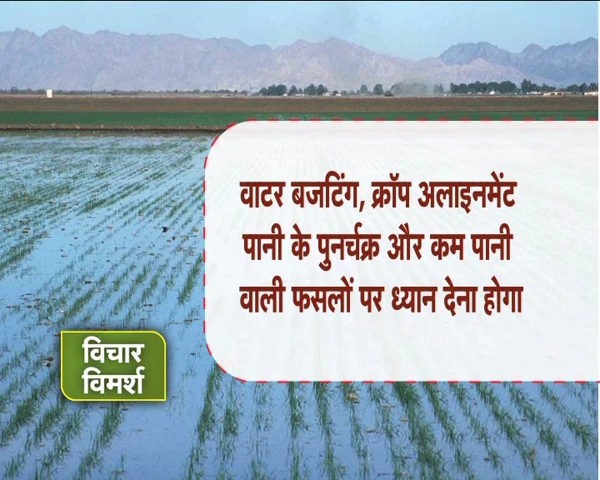 वाटर बजटिंग, क्रॉप अलाइनमेंट
पानी के पुनर्चक्र और कम पानी
वाली फसलों पर ध्यान देना होगा
विचार
विमर्श